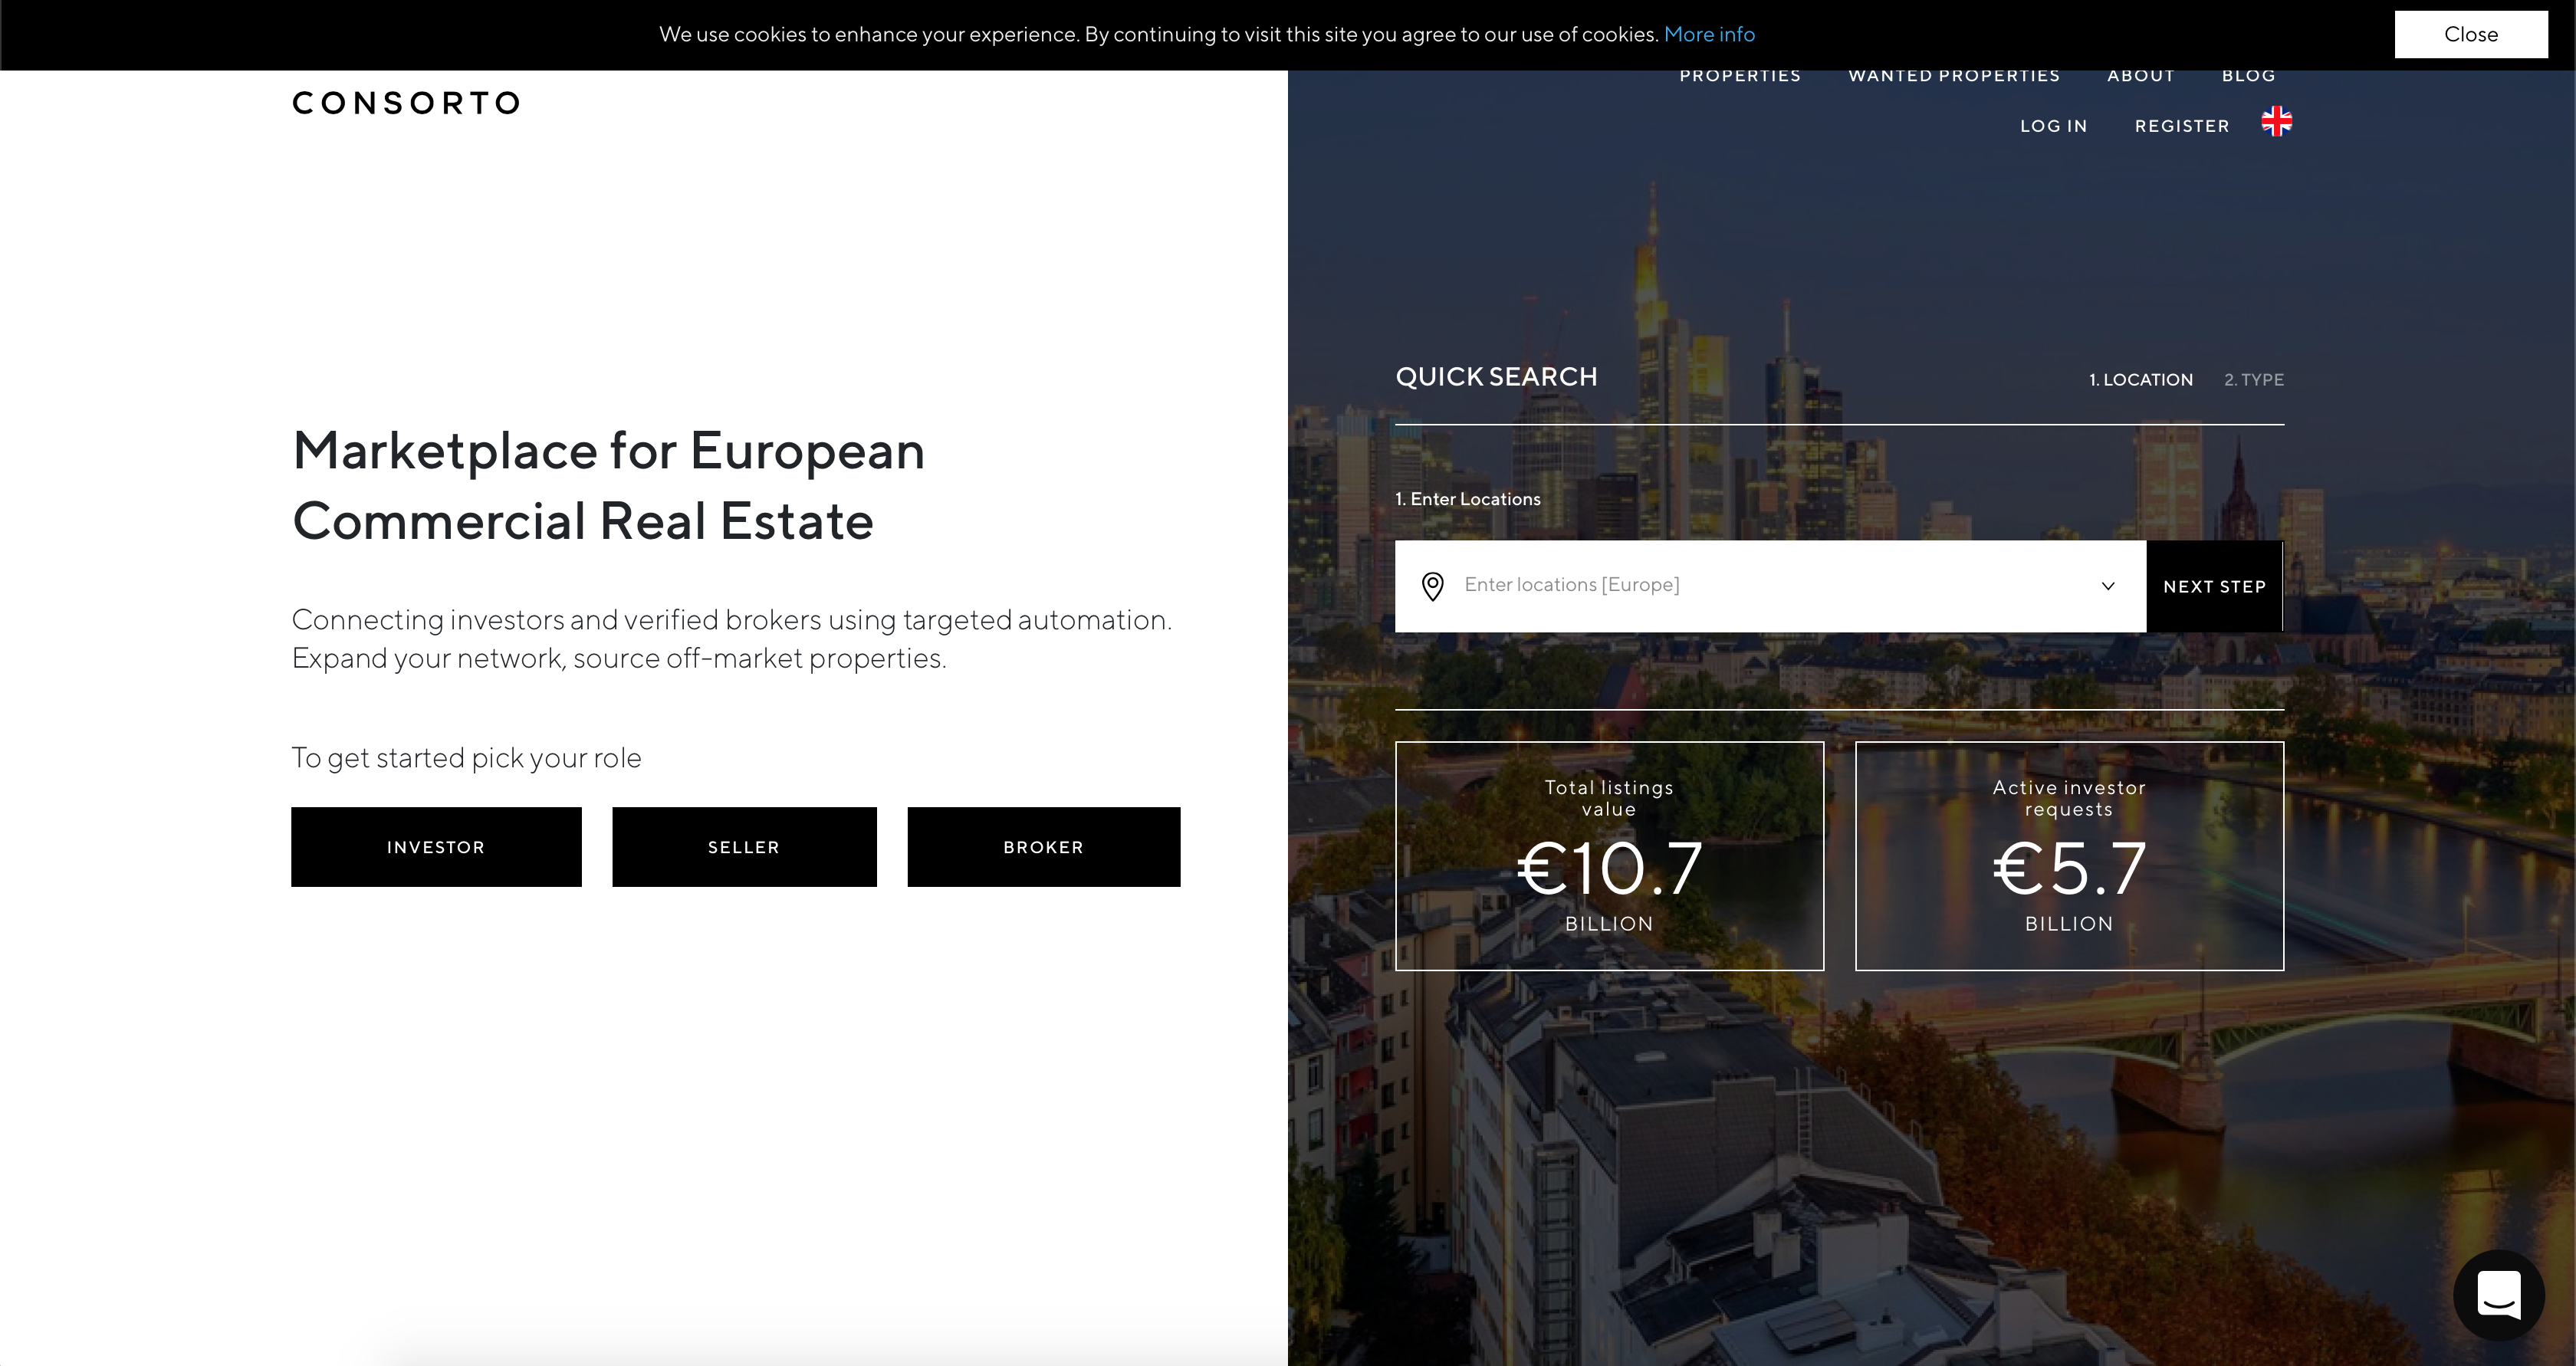 We use cookies to enhance your experience. By continuing to visit this site you agree to our use of cookies. More info
Close
CONSORTO
PROPERTIES
WANTED PROPERTIES
ABOUT
BLOG
LOG IN
REGISTER
Marketplace for European
Commercial Real Estate
Connecting investors and verified brokers using targeted automation.
Expand your network, source off-market properties.
To get started pick your role
INVESTOR
SELLER
BROKER
QUICK SEARCH
1. LOCATION
2. TYPE
1. Enter Locations
Enter locations [Europe]
NEXT STEP
Total listings
value
€10.7
BILLION
Active investor
requests
€5.7
BILLION